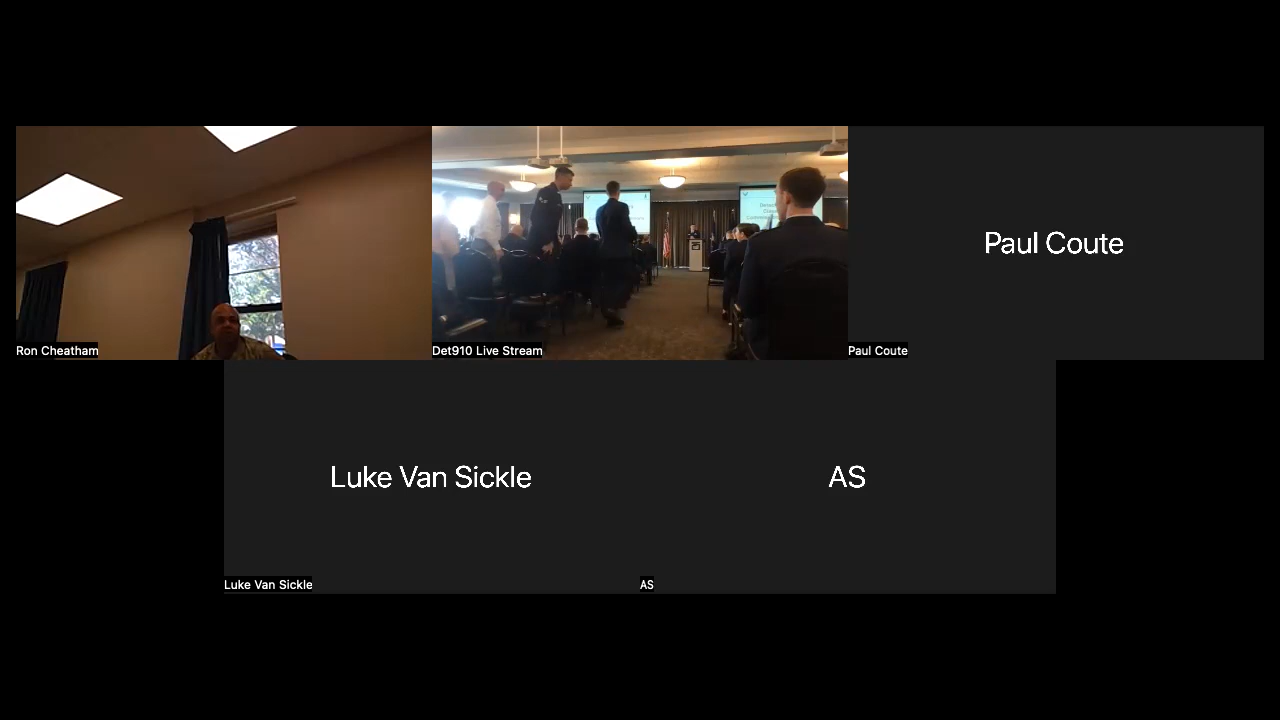 Ron Cheatham
Det910 Live Stream
Paul Coute
Paul Coute
Luke Van Sickle
AS
Luke Van Sickle
AS